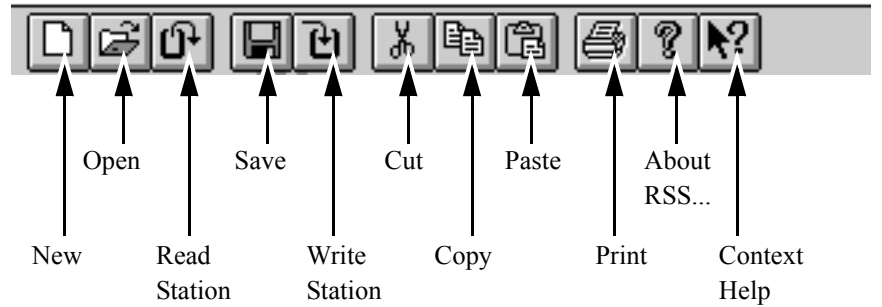 Open
Save
Cut
Paste
About
RSS...
New
Read
Station
Write
Station
Copy
Print
Context
Help